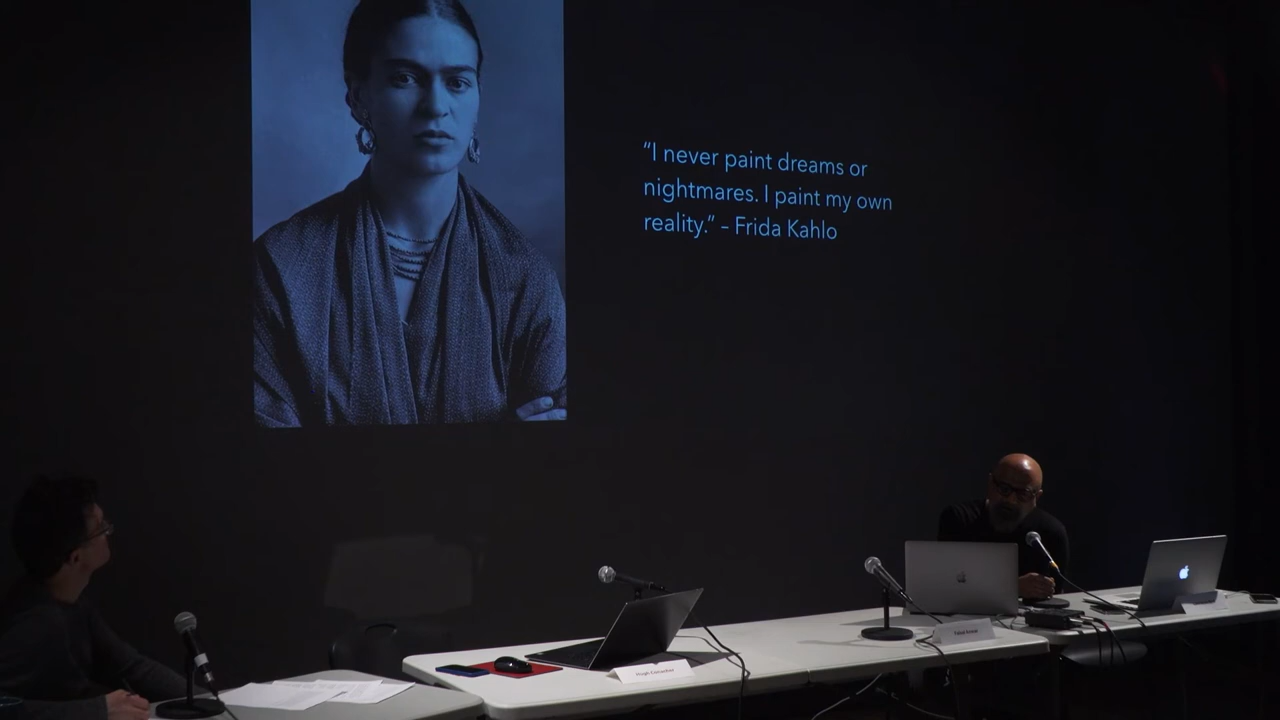 “I never paint dreams or
nightmares. I paint my own
reality.” – Frida Kahlo